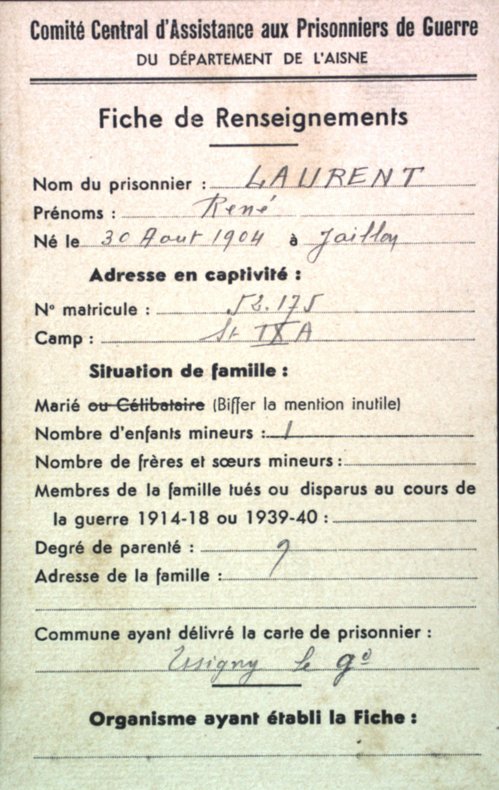 Comité Central d'Assistance aux Prisonniers de Guerre
DU DÉPARTEMENT DE L'AISNE
Fiche de Renseignements
Nom du prisonnier : LAURENT
Prénoms : René
Né le 30 Aout 1904 à Jaillon
Adresse en captivité :
N° matricule : 52.175
Camp : St IX A
Situation de famille :
Marié ou Célibataire (Biffer la mention inutile)
Nombre d'enfants mineurs : 1
Nombre de frères et sœurs mineurs :
Membres de la famille tués ou disparus au cours de
la guerre 1914-18 ou 1939-40 :
Degré de parenté :
Adresse de la famille :
Commune ayant délivré la carte de prisonnier :
Essigny le gd
Organisme ayant établi la Fiche :